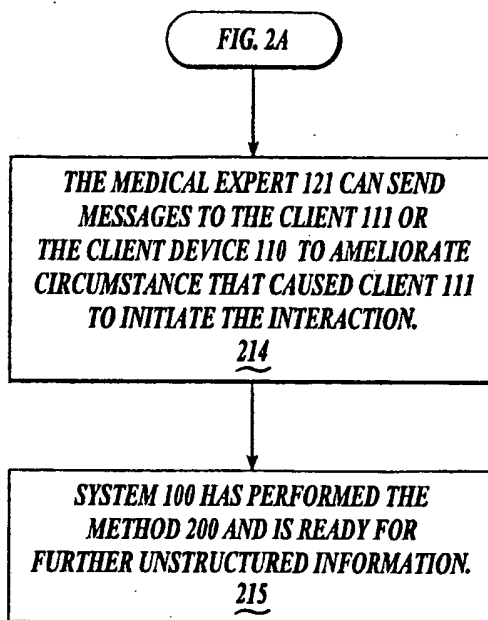 FIG. 2A
THE MEDICAL EXPERT 121 CAN SEND
MESSAGES TO THE CLIENT 111 OR
THE CLIENT DEVICE 110 TO AMELIORATE
CIRCUMSTANCE THAT CAUSED CLIENT 111
TO INITIATE THE INTERACTION.
214
SYSTEM 100 HAS PERFORMED THE
METHOD 200 AND IS READY FOR
FURTHER UNSTRUCTURED INFORMATION.
215